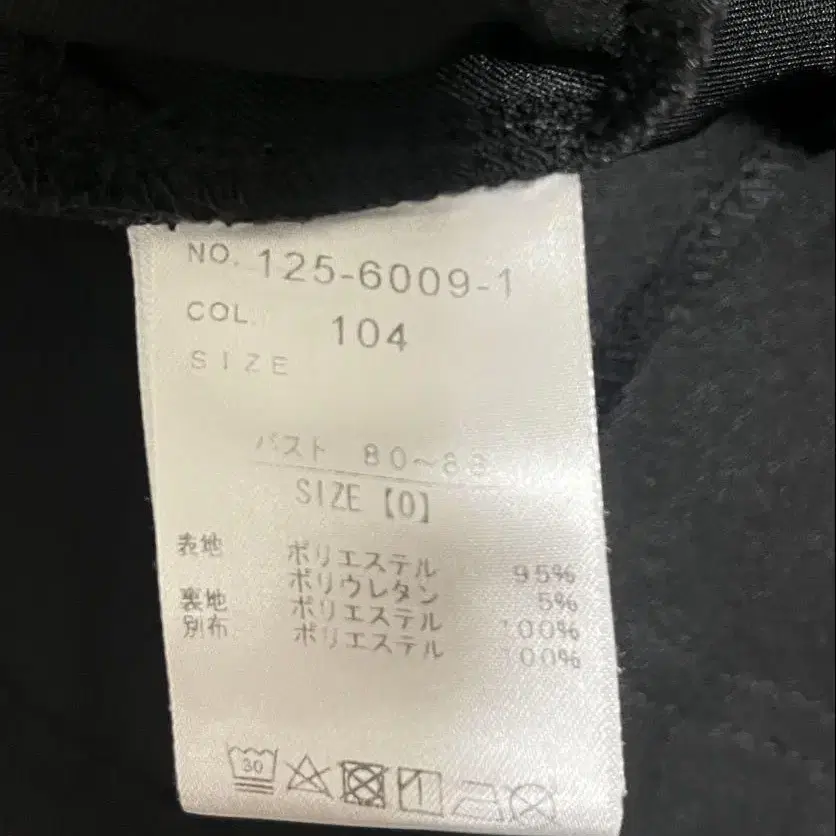 NO. 125-6009-1
COL. 104
SIZE
バスト 80~88
SIZE【0】
表地 ポリエステル 95%
ポリウレタン 5%
裏地 ポリエステル 100%
別布 ポリエステル 100%
30